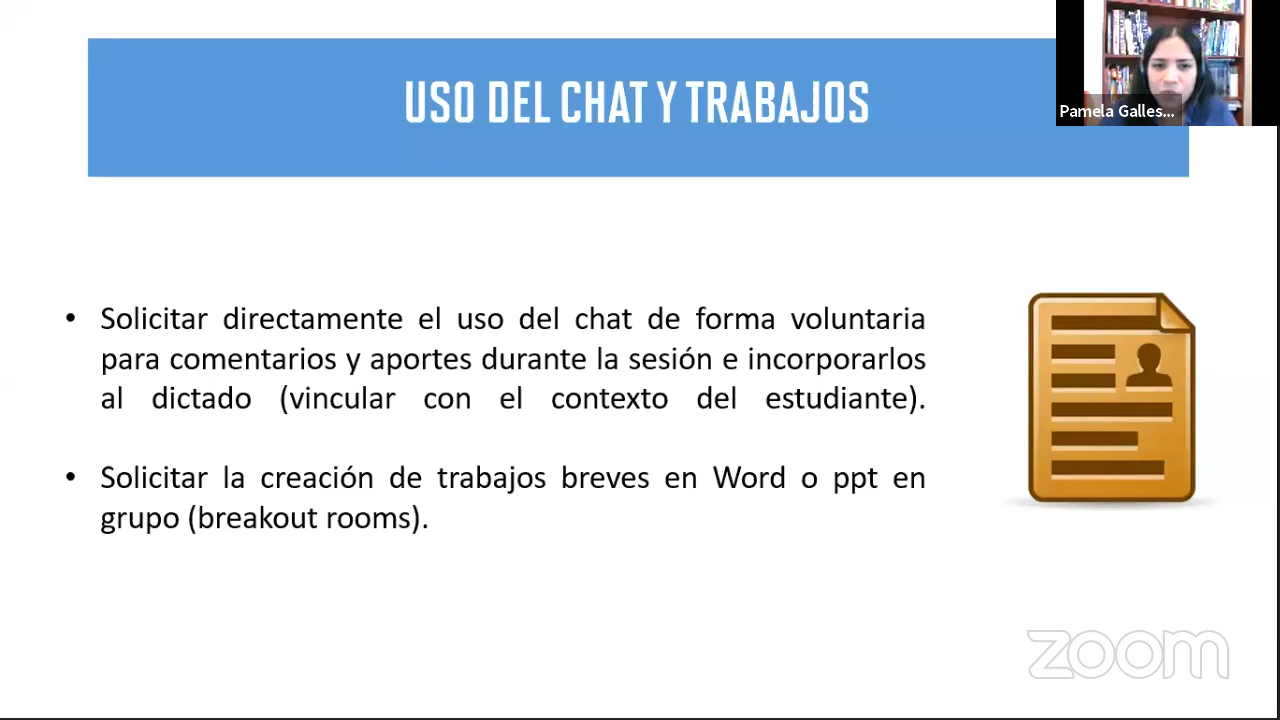 USO DEL CHAT Y TRABAJOS
Pamela Galles...
• Solicitar directamente el uso del chat de forma voluntaria
para comentarios y aportes durante la sesión e incorporarlos
al dictado (vincular con el contexto del estudiante).
• Solicitar la creación de trabajos breves en Word o ppt en
grupo (breakout rooms).
zoom